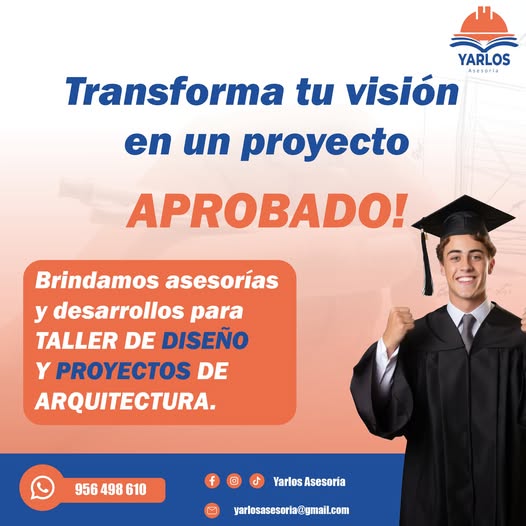 YARLOS
Asesoría
Transforma tu visión
en un proyecto
APROBADO!
Brindamos asesorías
y desarrollos para
TALLER DE DISEÑO
Y PROYECTOS DE
ARQUITECTURA.
956 498 610
Yarlos Asesoría
yarlosasesoria@gmail.com